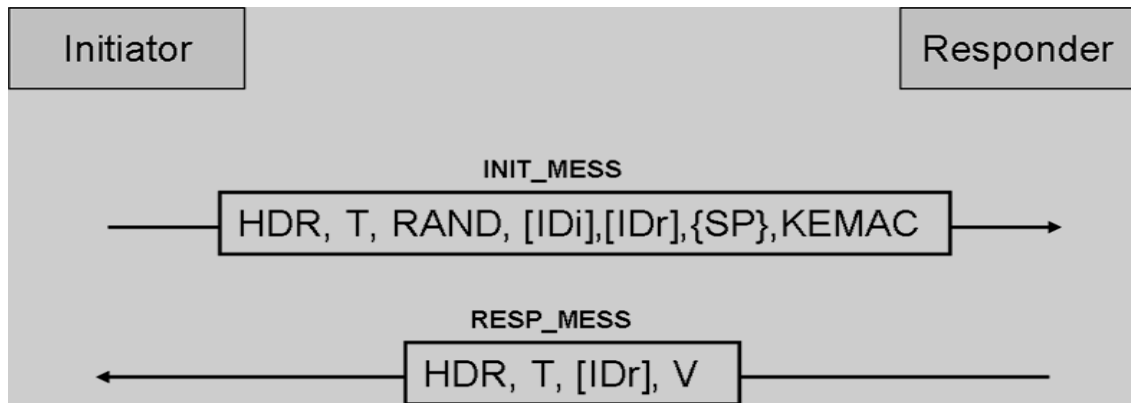 Initiator
Responder
INIT_MESS
HDR, T, RAND, [IDi],[IDr],{SP},KEMAC
RESP_MESS
HDR, T, [IDr], V